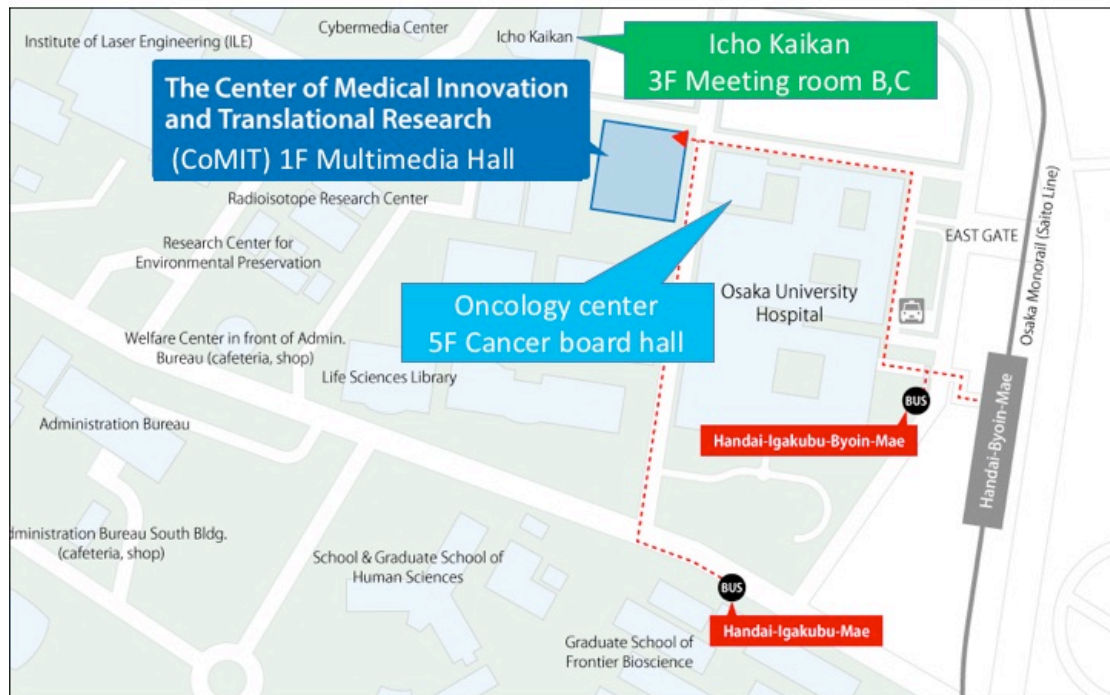 Cybermedia Center
Institute of Laser Engineering (ILE)
Icho Kaikan
Icho Kaikan
3F Meeting room B,C
The Center of Medical Innovation
and Translational Research
(CoMIT) 1F Multimedia Hall
Radioisotope Research Center
Research Center for
Environmental Preservation
EAST GATE
Osaka Monorail (Saito Line)
Oncology center
5F Cancer board hall
Osaka University
Hospital
Welfare Center in front of Admin.
Bureau (cafeteria, shop)
Life Sciences Library
BUS
Handai-Igakubu-Byoin-Mae
Handai-Byoin-Mae
Administration Bureau
dministration Bureau South Bldg.
(cafeteria, shop)
School & Graduate School of
Human Sciences
BUS
Handai-Igakubu-Mae
Graduate School of
Frontier Bioscience